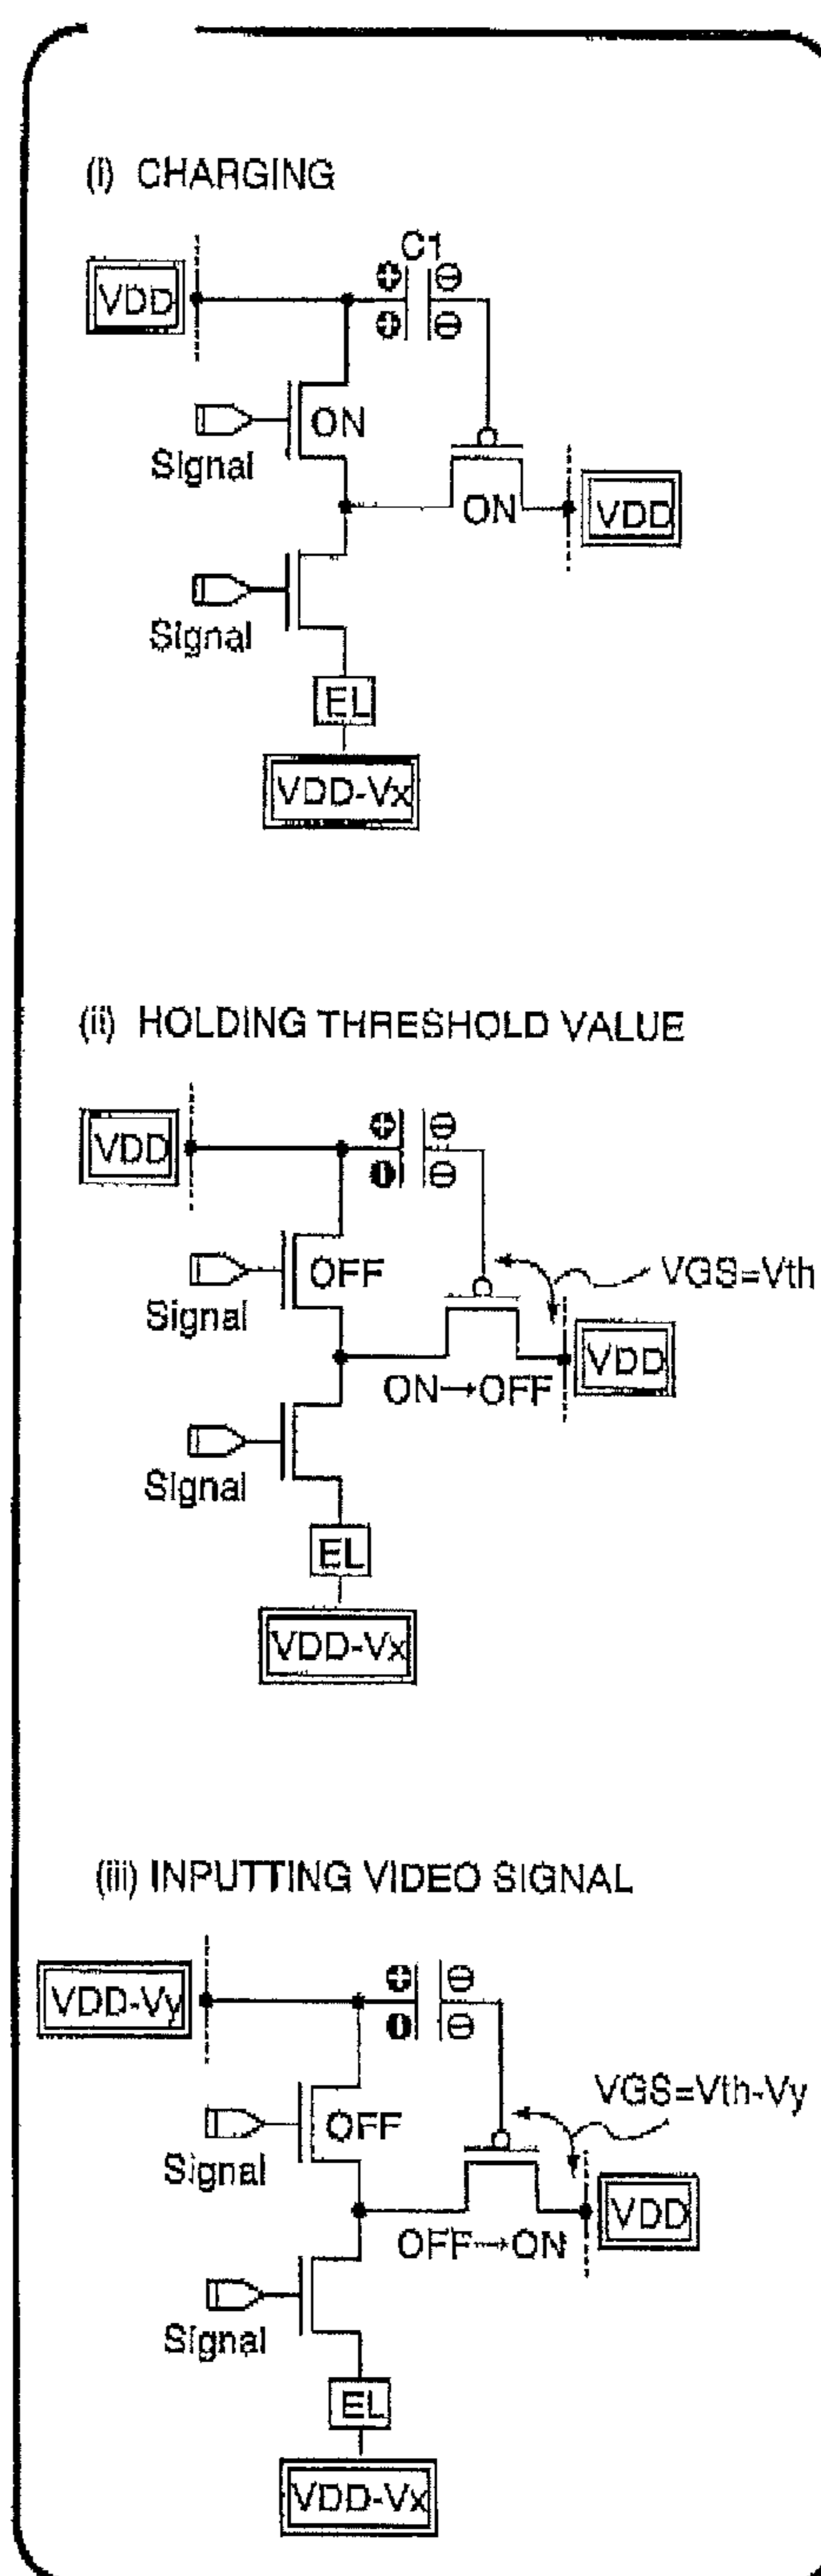 (i) CHARGING
C1
⊕ ⊖
VDD
⊕ ⊖
ON
Signal
ON
VDD
Signal
EL
VDD-Vx
(ii) HOLDING THRESHOLD VALUE
⊕ ⊖
VDD
⊖
OFF
VGS=Vth
Signal
VDD
ON→OFF
Signal
EL
VDD-Vx
(iii) INPUTTING VIDEO SIGNAL
⊕ ⊖
VDD-Vy
⊖
VGS=Vth-Vy
OFF
Signal
VDD
OFF→ON
Signal
EL
VDD-Vx